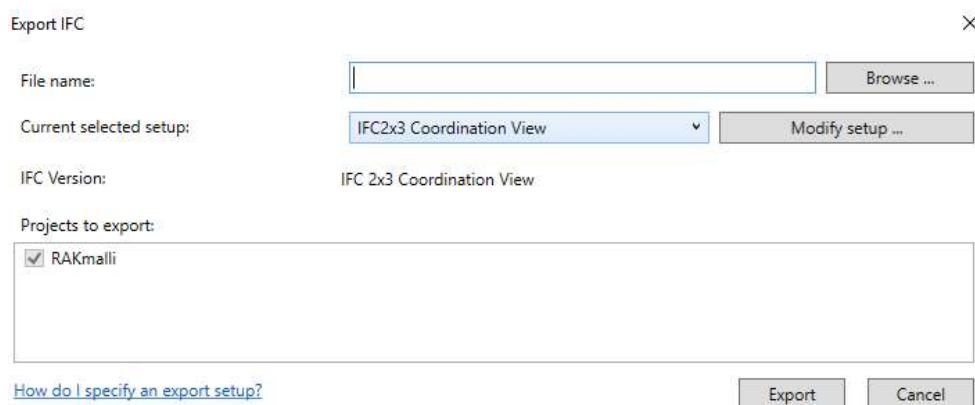 Export IFC
File name:
Browse ...
Current selected setup:
IFC2x3 Coordination View
Modify setup ...
IFC Version:
IFC 2x3 Coordination View
Projects to export:
RAKmalli
How do I specify an export setup?
Export
Cancel